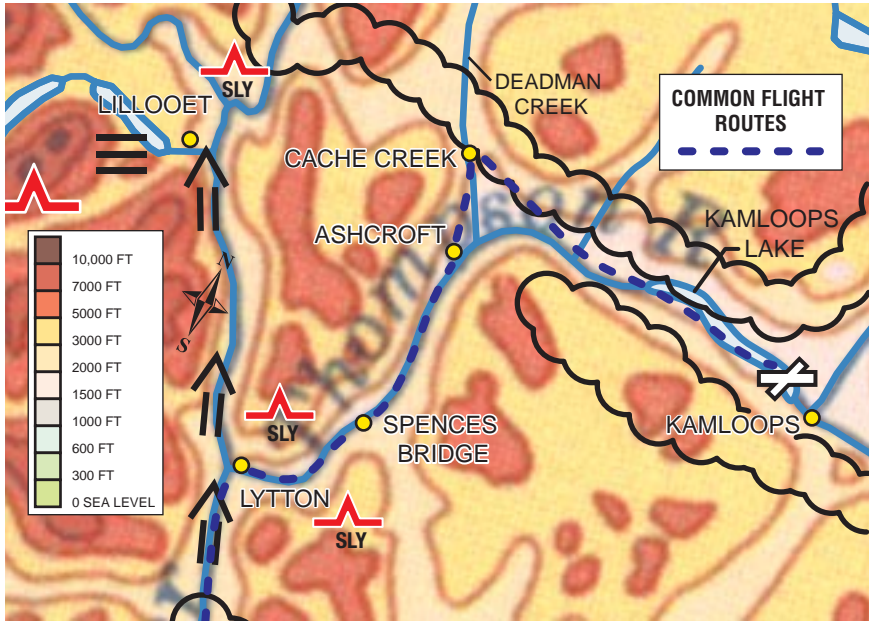 SLY
LILLOOET
DEADMAN
CREEK
COMMON FLIGHT
ROUTES
CACHE CREEK
KAMLOOPS
LAKE
ASHCROFT
Thompson R
10,000 FT
7000 FT
5000 FT
3000 FT
2000 FT
1500 FT
1000 FT
600 FT
300 FT
0 SEA LEVEL
N
S
SLY
SPENCES
BRIDGE
KAMLOOPS
LYTTON
SLY